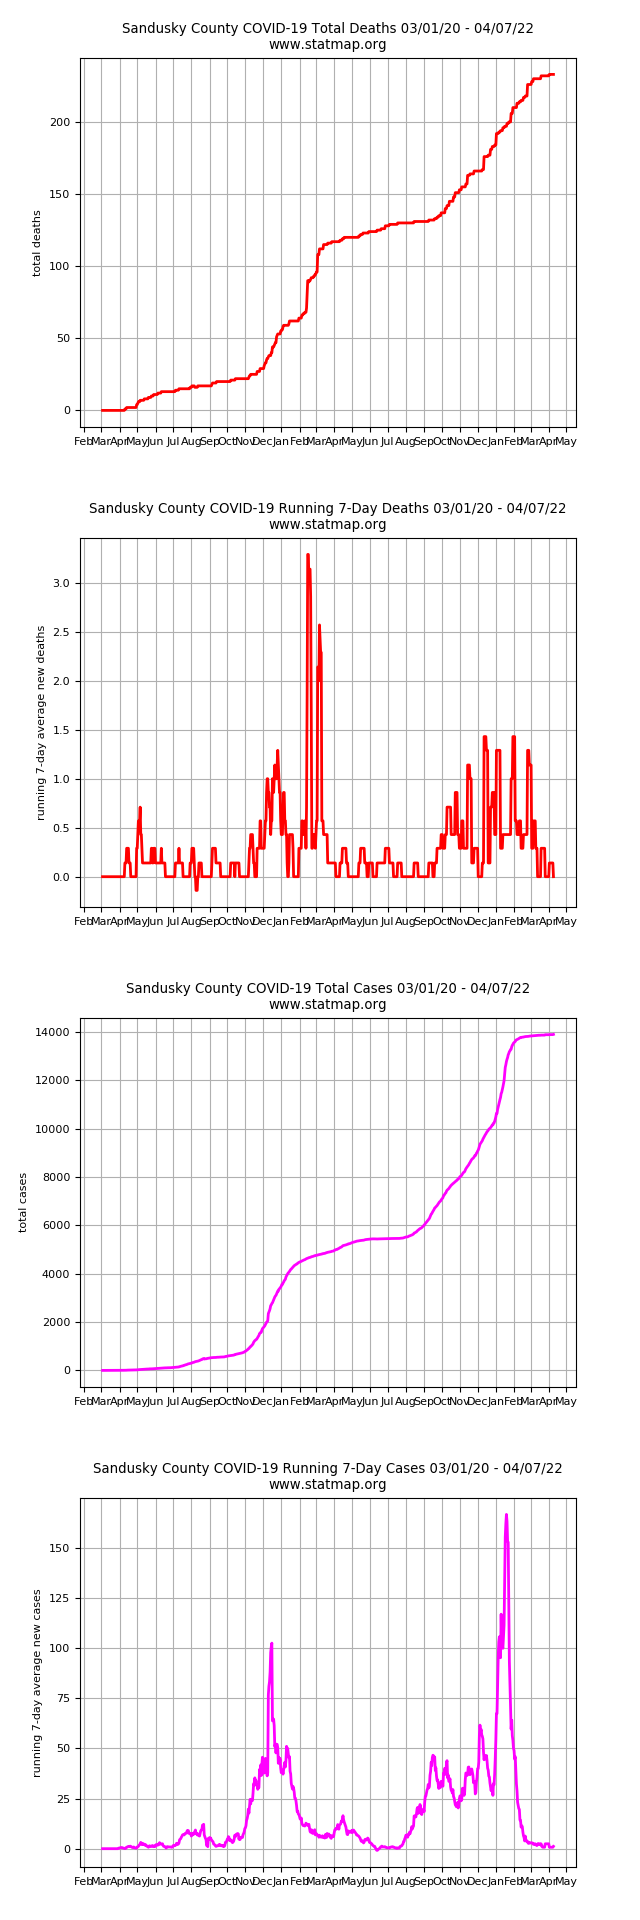 Sandusky County COVID-19 Total Deaths 03/01/20 - 04/07/22
www.statmap.org
total deaths
200
150
100
50
0
Feb Mar Apr May Jun Jul Aug Sep Oct Nov Dec Jan Feb Mar Apr May Jun Jul Aug Sep Oct Nov Dec Jan Feb Mar Apr May
Sandusky County COVID-19 Running 7-Day Deaths 03/01/20 - 04/07/22
www.statmap.org
running 7-day average new deaths
3.0
2.5
2.0
1.5
1.0
0.5
0.0
Feb Mar Apr May Jun Jul Aug Sep Oct Nov Dec Jan Feb Mar Apr May Jun Jul Aug Sep Oct Nov Dec Jan Feb Mar Apr May
Sandusky County COVID-19 Total Cases 03/01/20 - 04/07/22
www.statmap.org
total cases
14000
12000
10000
8000
6000
4000
2000
0
Feb Mar Apr May Jun Jul Aug Sep Oct Nov Dec Jan Feb Mar Apr May Jun Jul Aug Sep Oct Nov Dec Jan Feb Mar Apr May
Sandusky County COVID-19 Running 7-Day Cases 03/01/20 - 04/07/22
www.statmap.org
running 7-day average new cases
150
125
100
75
50
25
0
Feb Mar Apr May Jun Jul Aug Sep Oct Nov Dec Jan Feb Mar Apr May Jun Jul Aug Sep Oct Nov Dec Jan Feb Mar Apr May